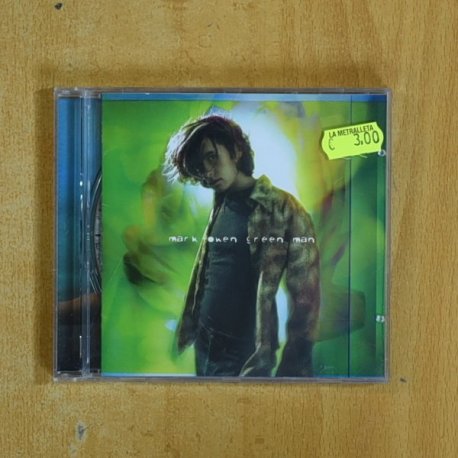 LA METRALLETA
€ 3.00
mark owen green man